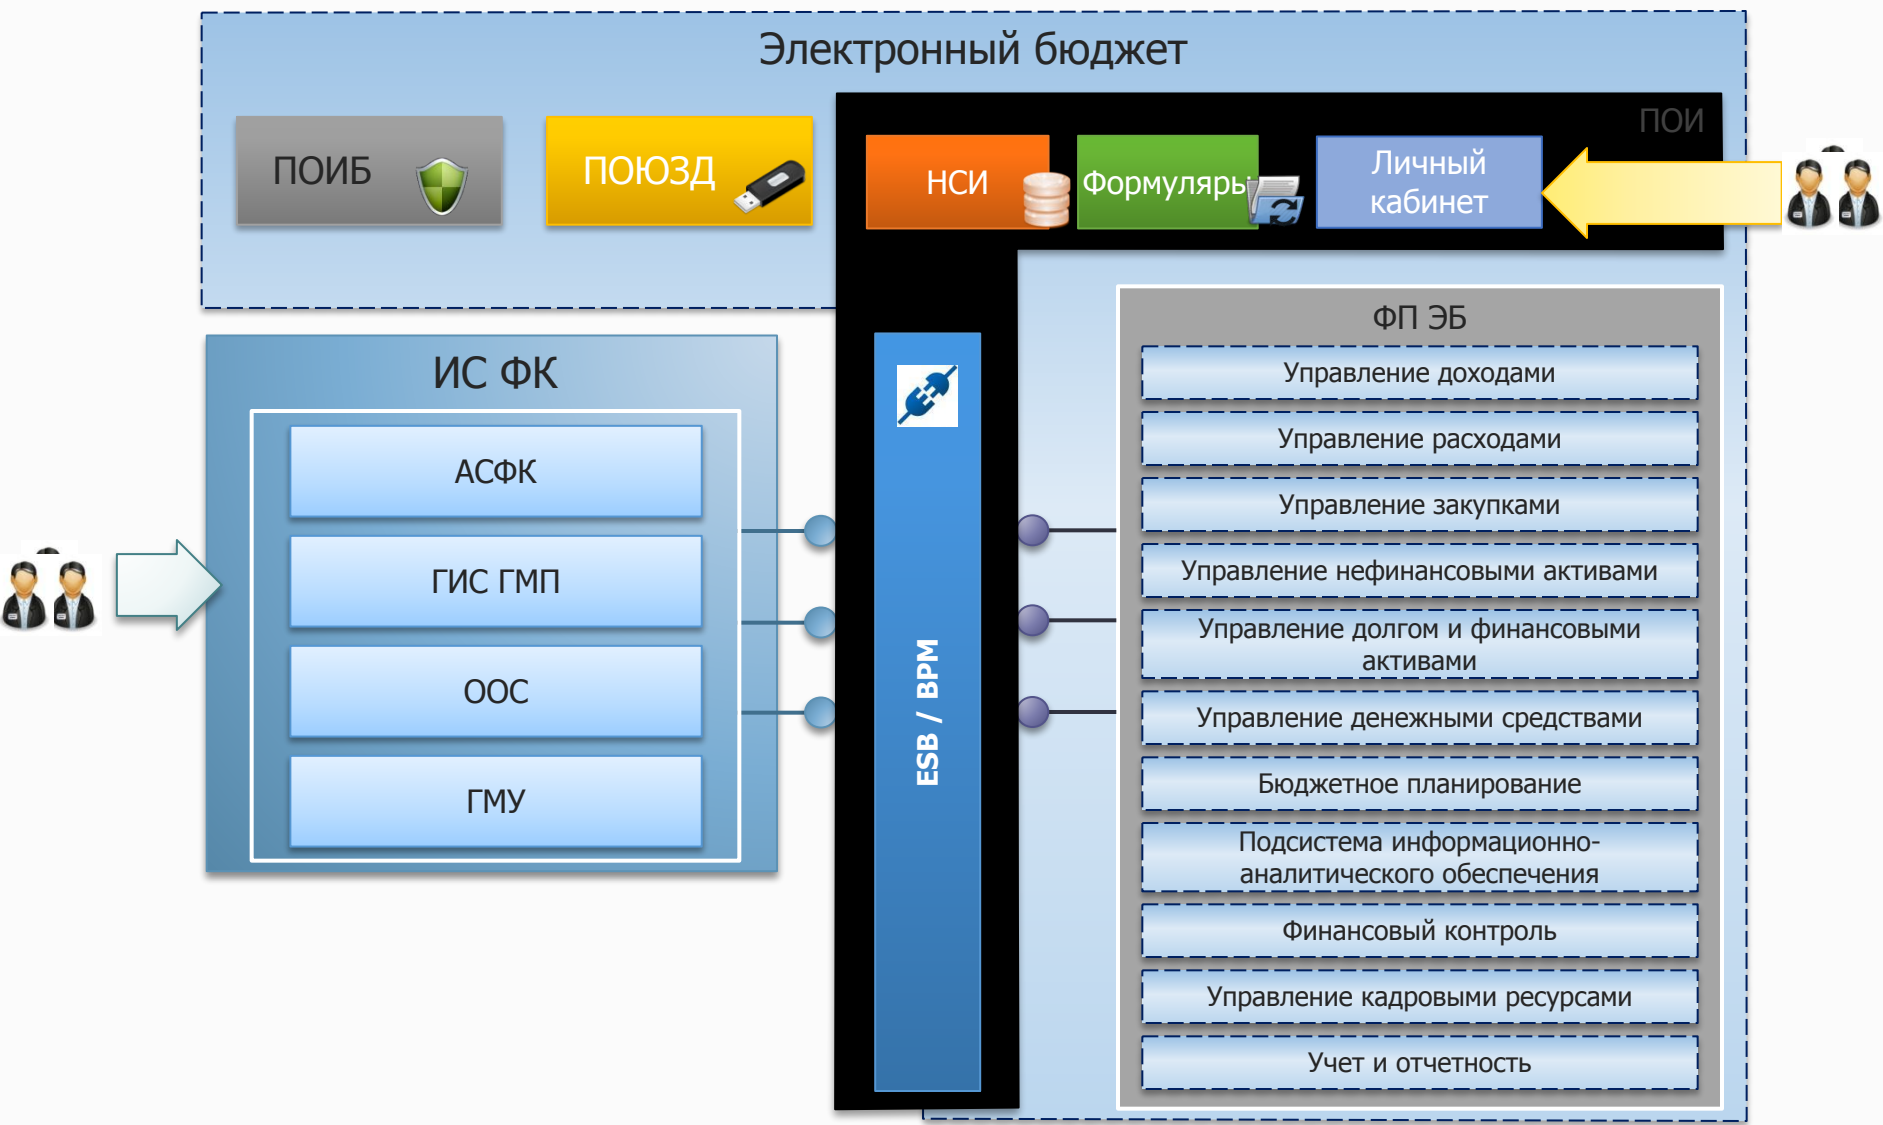 Электронный бюджет
ПОИ
ПОИБ
ПОЮЗД
НСИ
Формуляры
Личный
кабинет
ИС ФК
АСФК
ГИС ГМП
ООС
ГМУ
ESB / BPM
ФП ЭБ
Управление доходами
Управление расходами
Управление закупками
Управление нефинансовыми активами
Управление долгом и финансовыми
активами
Управление денежными средствами
Бюджетное планирование
Подсистема информационно-
аналитического обеспечения
Финансовый контроль
Управление кадровыми ресурсами
Учет и отчетность